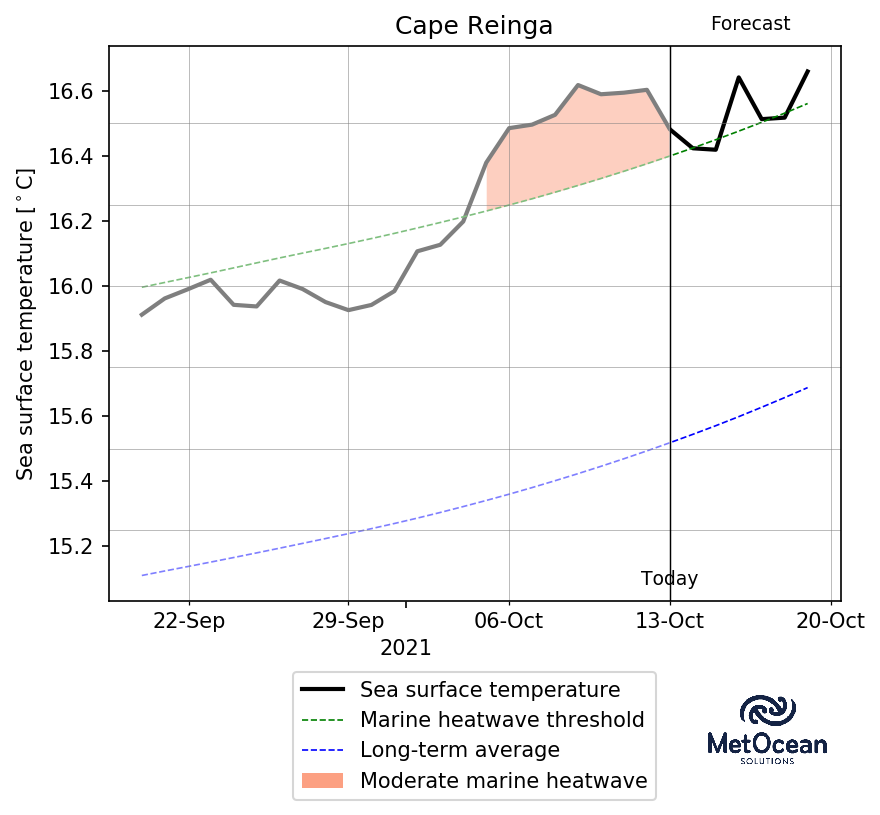 Cape Reinga
Forecast
Sea surface temperature [°C]
16.6
16.4
16.2
16.0
15.8
15.6
15.4
15.2
Today
22-Sep 29-Sep 06-Oct 13-Oct 20-Oct
2021
Sea surface temperature
Marine heatwave threshold
Long-term average
Moderate marine heatwave
MetOcean
SOLUTIONS